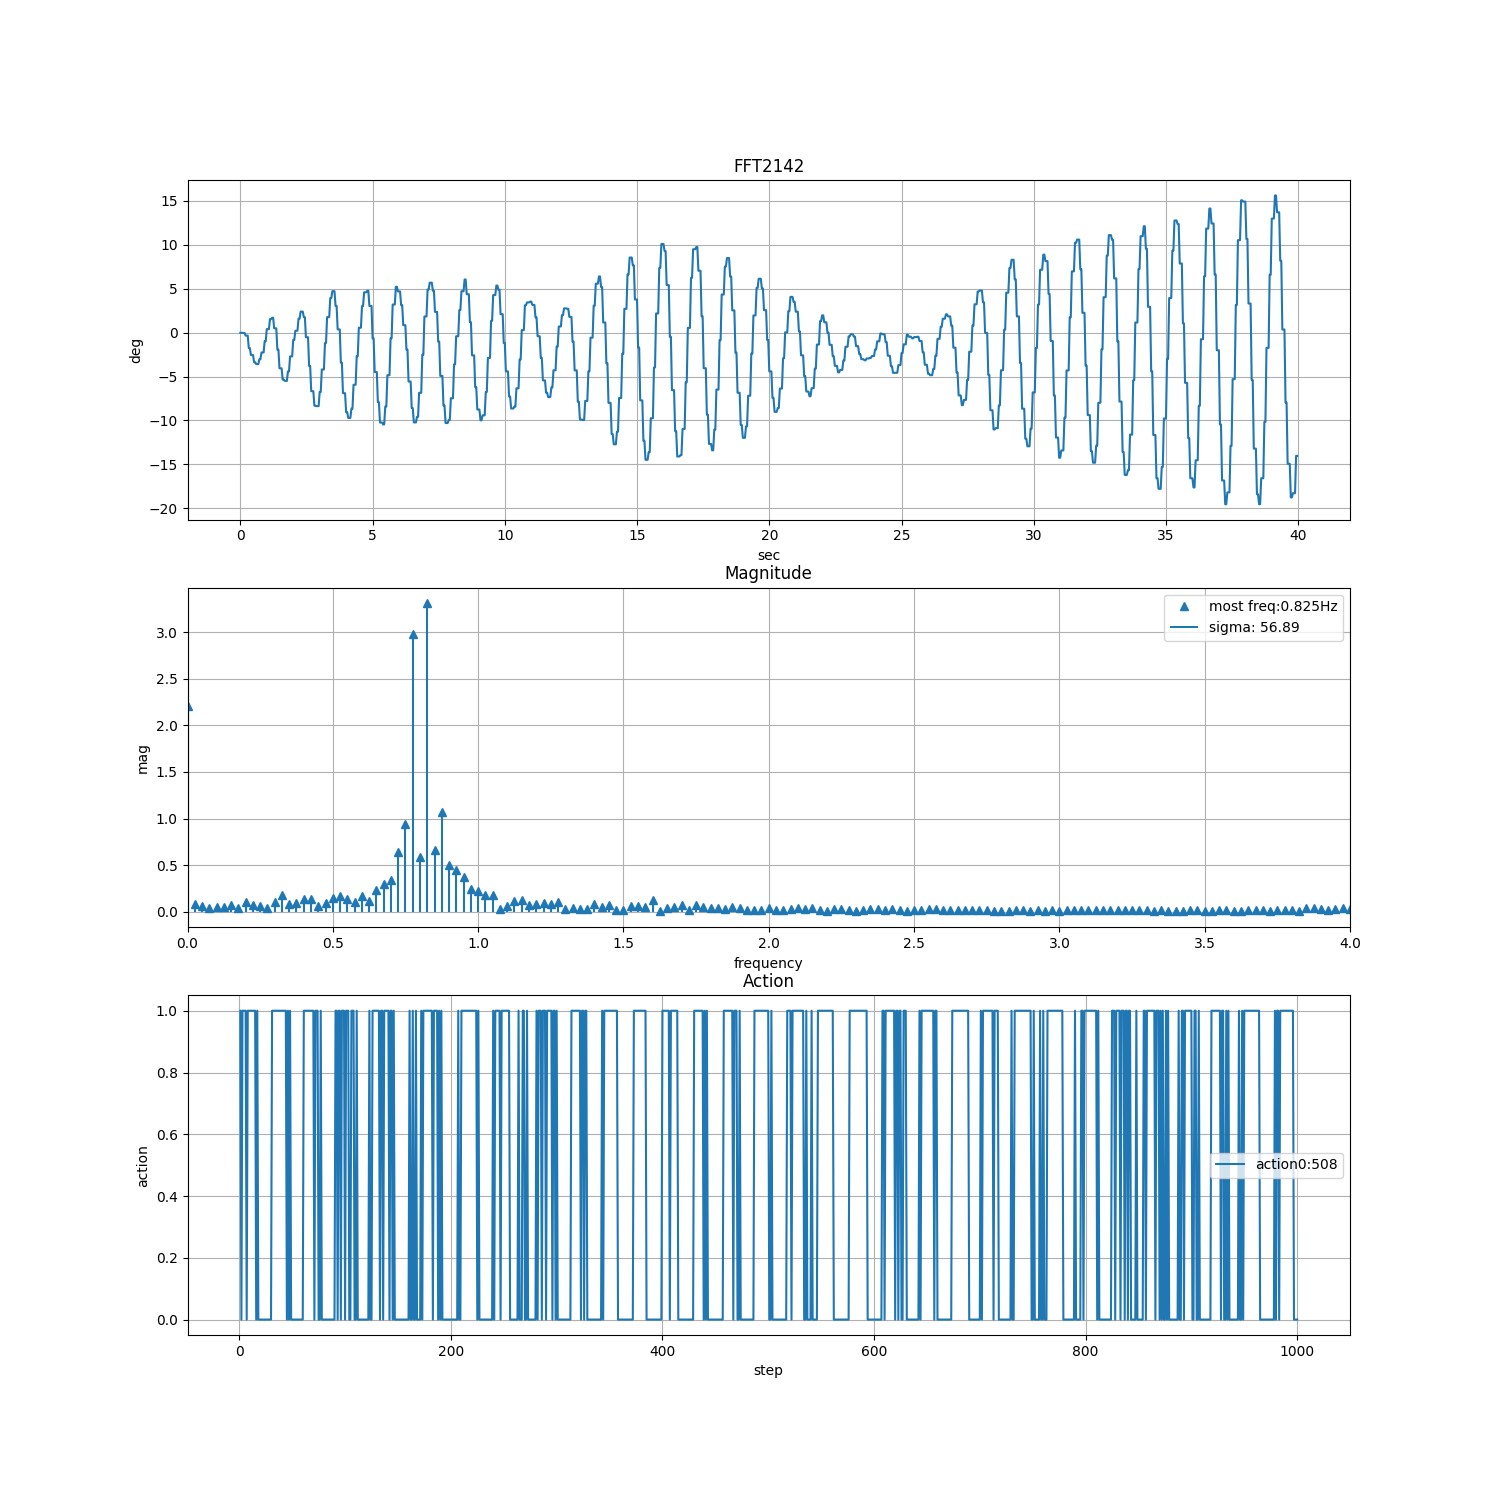 FFT2142
15
10
5
0
−5
−10
−15
−20
deg
0 5 10 15 20 25 30 35 40
sec
Magnitude
most freq:0.825Hz
sigma: 56.89
3.0
2.5
2.0
1.5
1.0
0.5
0.0
mag
0.0 0.5 1.0 1.5 2.0 2.5 3.0 3.5 4.0
frequency
Action
1.0
0.8
0.6
0.4
0.2
0.0
action
action0:508
0 200 400 600 800 1000
step